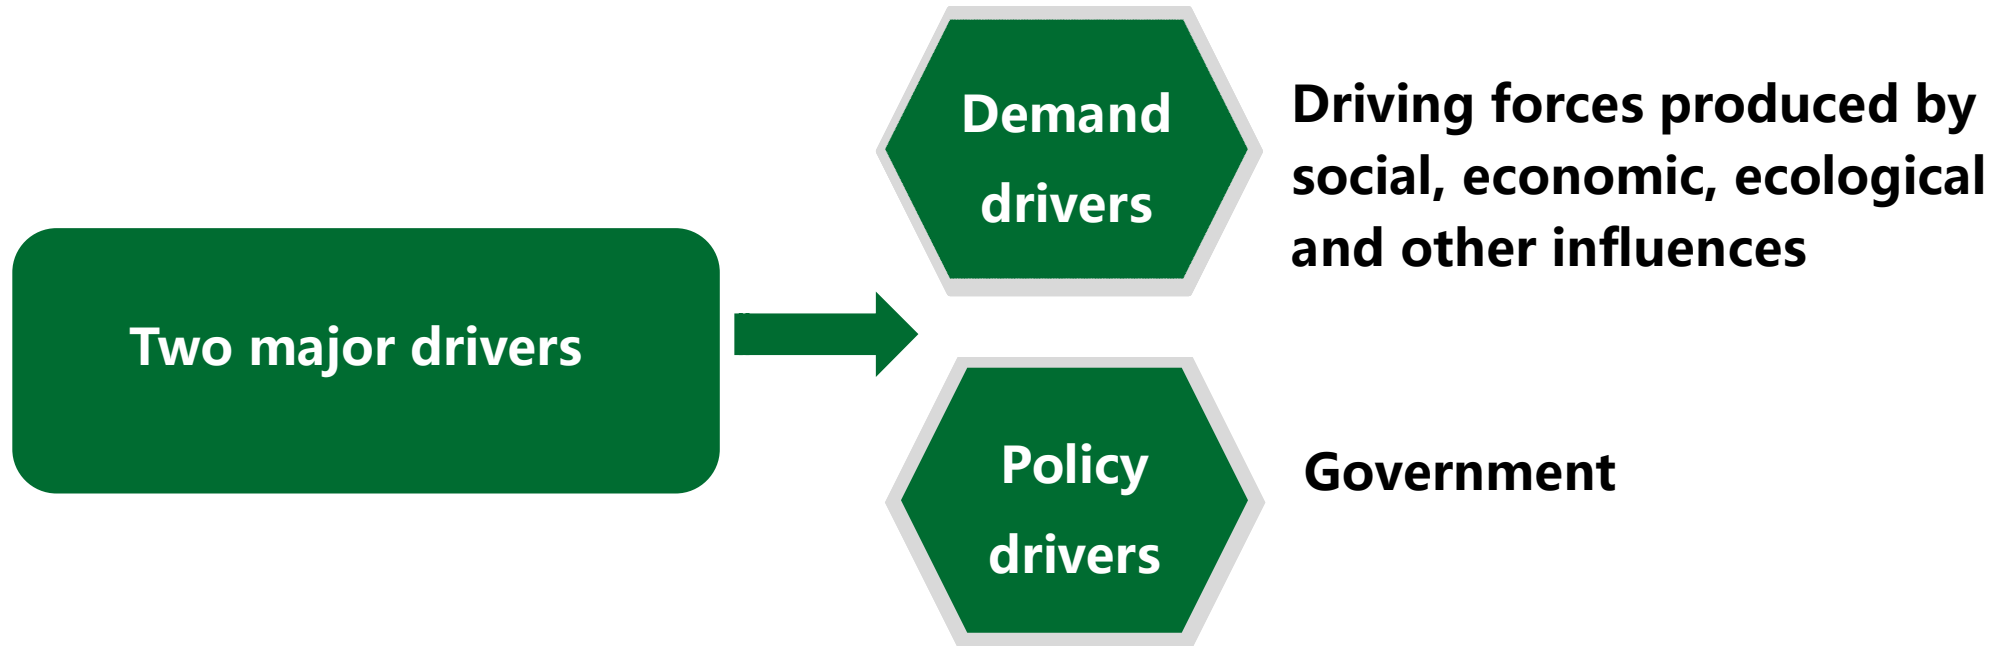 Two major drivers
Demand
drivers
Driving forces produced by
social, economic, ecological
and other influences
Policy
drivers
Government